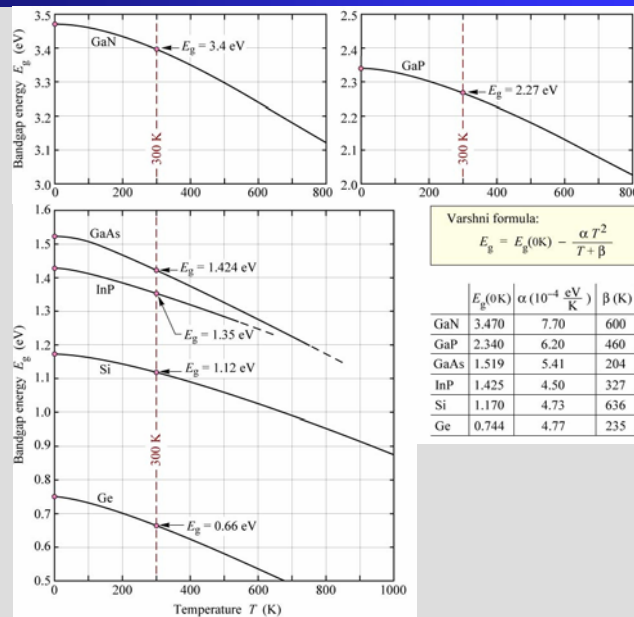 Bandgap energy Eg (eV)
3.5
3.4
3.3
3.2
3.1
3.0
GaN
Eg = 3.4 eV
300 K
0 200 400 600 800
2.5
2.4
2.3
2.2
2.1
2.0
GaP
Eg = 2.27 eV
300 K
0 200 400 600 800
Bandgap energy Eg (eV)
1.6
1.5
1.4
1.3
1.2
1.1
1.0
0.9
0.8
0.7
0.6
0.5
GaAs
Eg = 1.424 eV
InP
Eg = 1.35 eV
Si
Eg = 1.12 eV
300 K
Ge
Eg = 0.66 eV
0 200 400 600 800 1000
Temperature T (K)
Varshni formula:
Eg = Eg(0K) − α T² / (T + β)
Eg(0K) α (10⁻⁴ eV/K) β (K)
GaN 3.470 7.70 600
GaP 2.340 6.20 460
GaAs 1.519 5.41 204
InP 1.425 4.50 327
Si 1.170 4.73 636
Ge 0.744 4.77 235